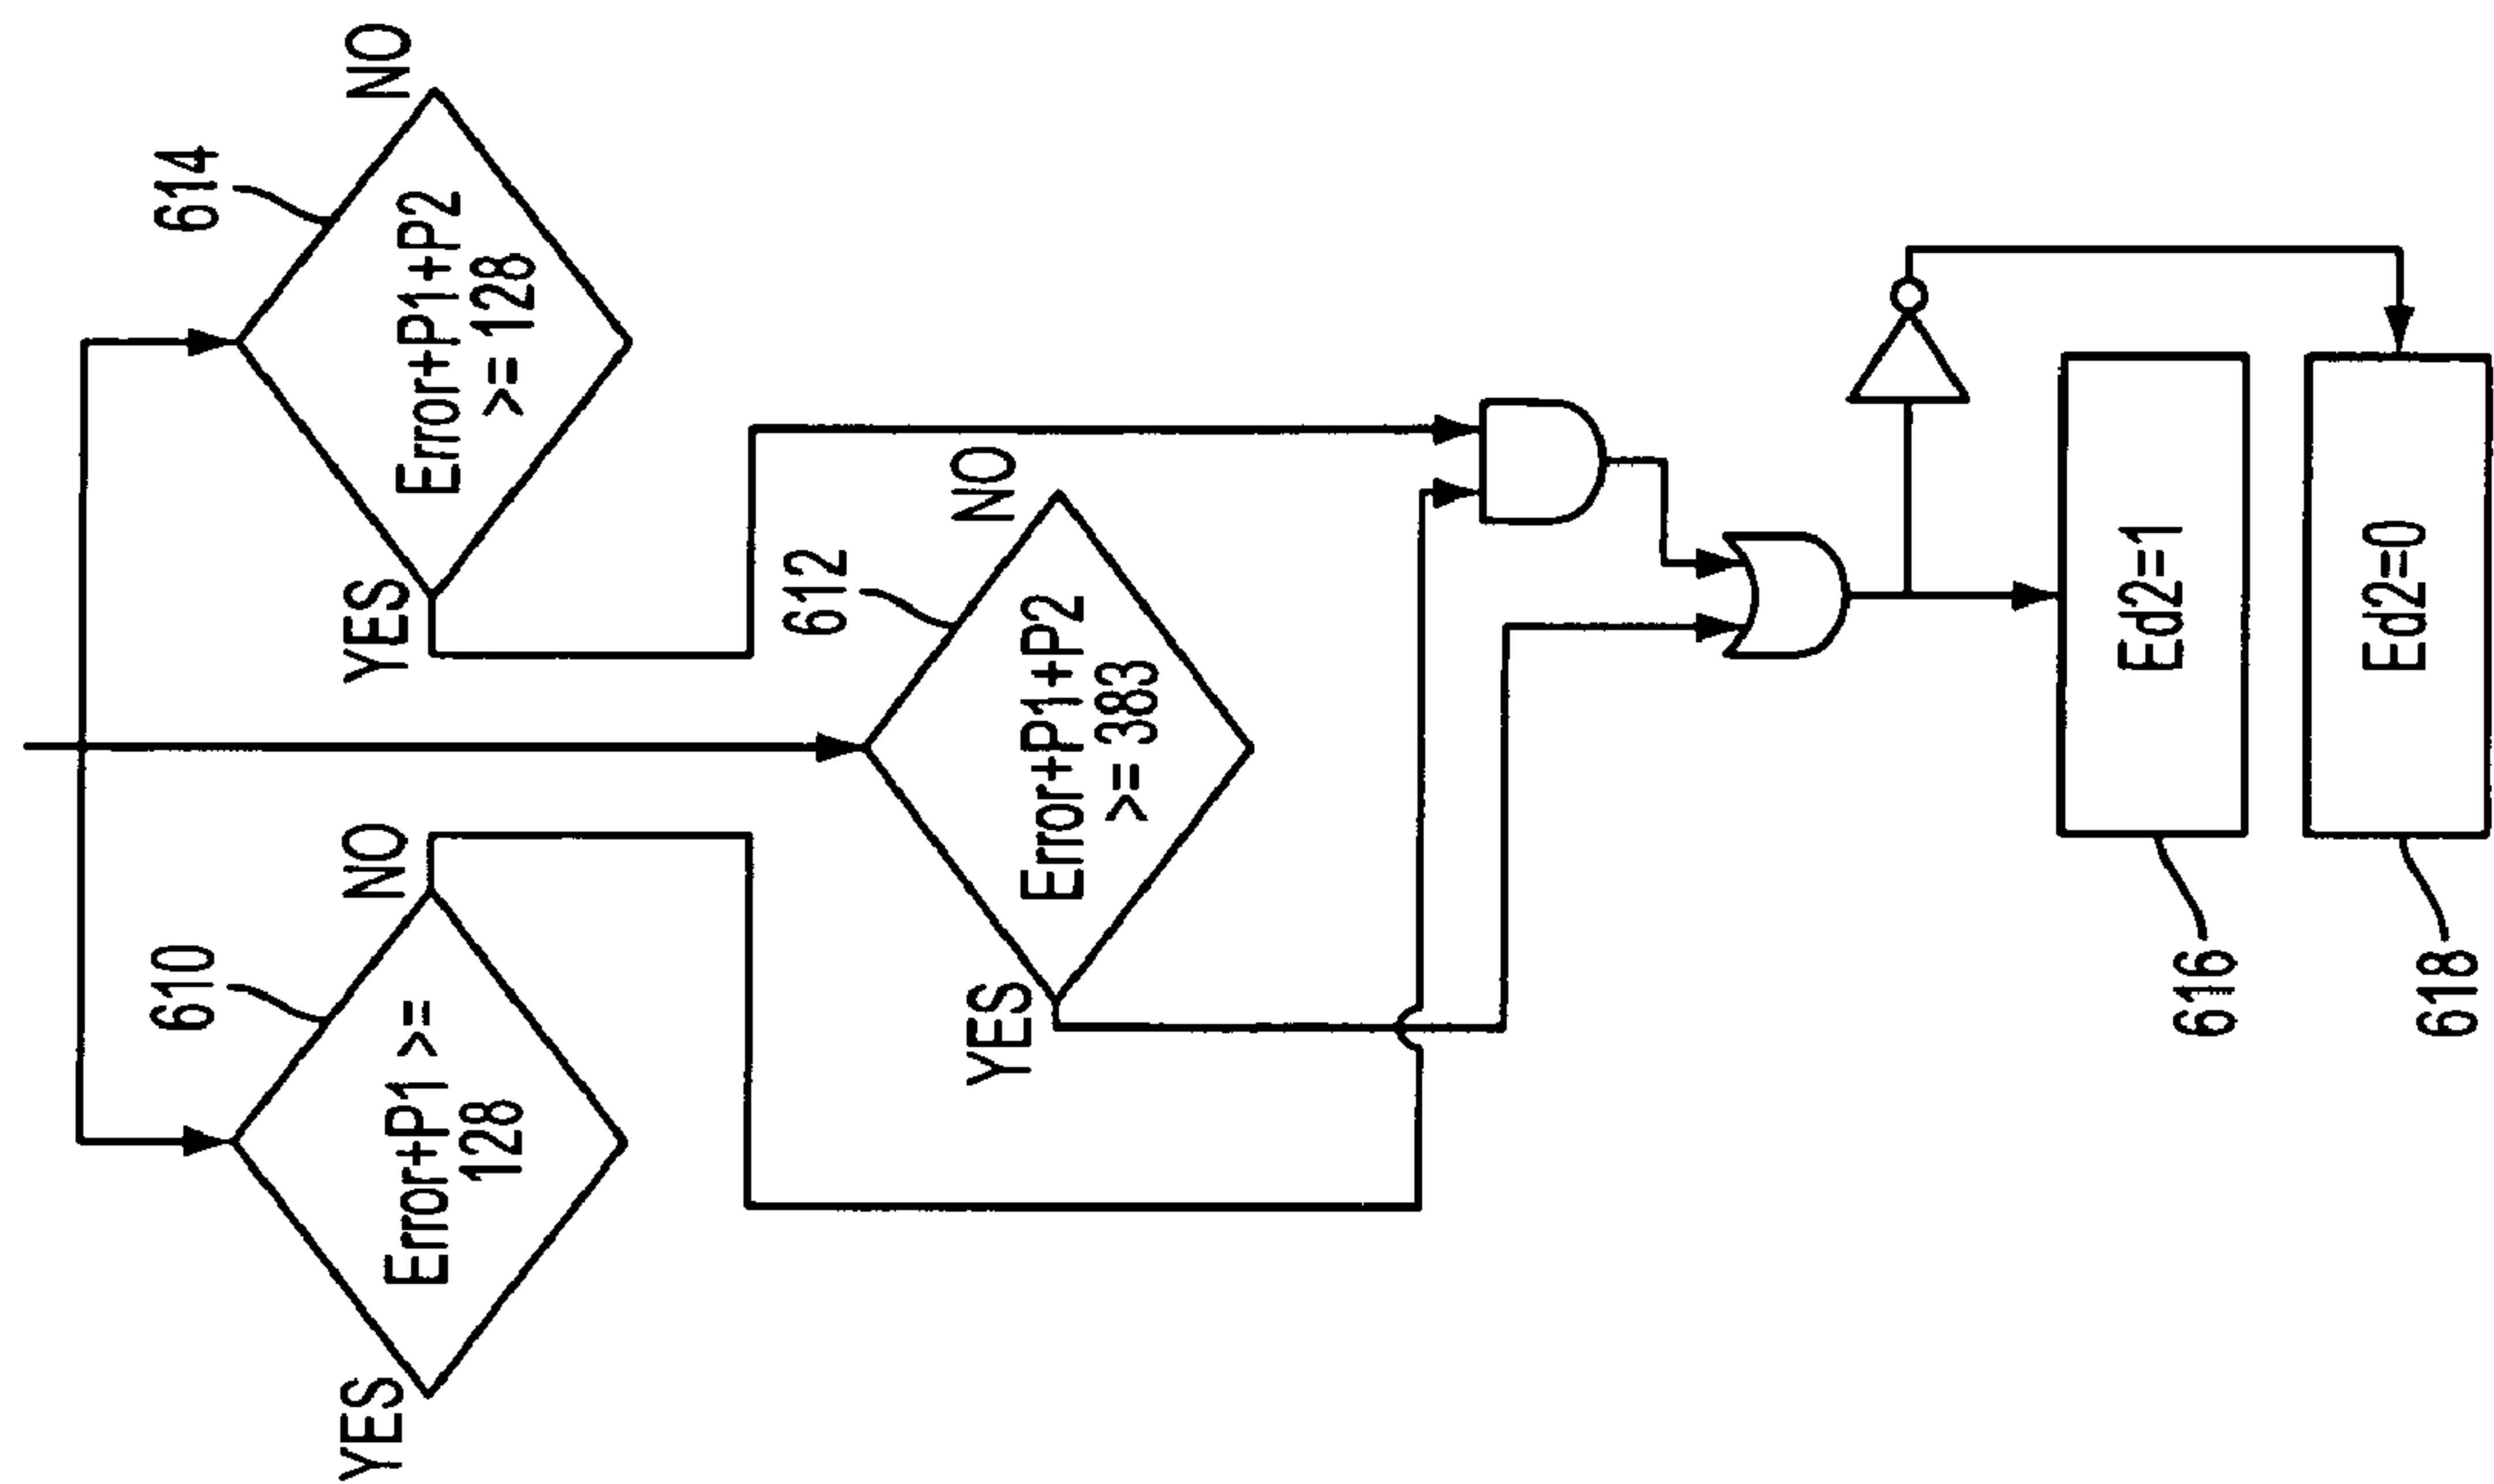 610
YES
NO
Error+P1 >=
128
614
YES
NO
Error+P1+P2
>= 128
612
YES
NO
Error+P1+P2
>= 383
Ed2=1
616
Ed2=0
618